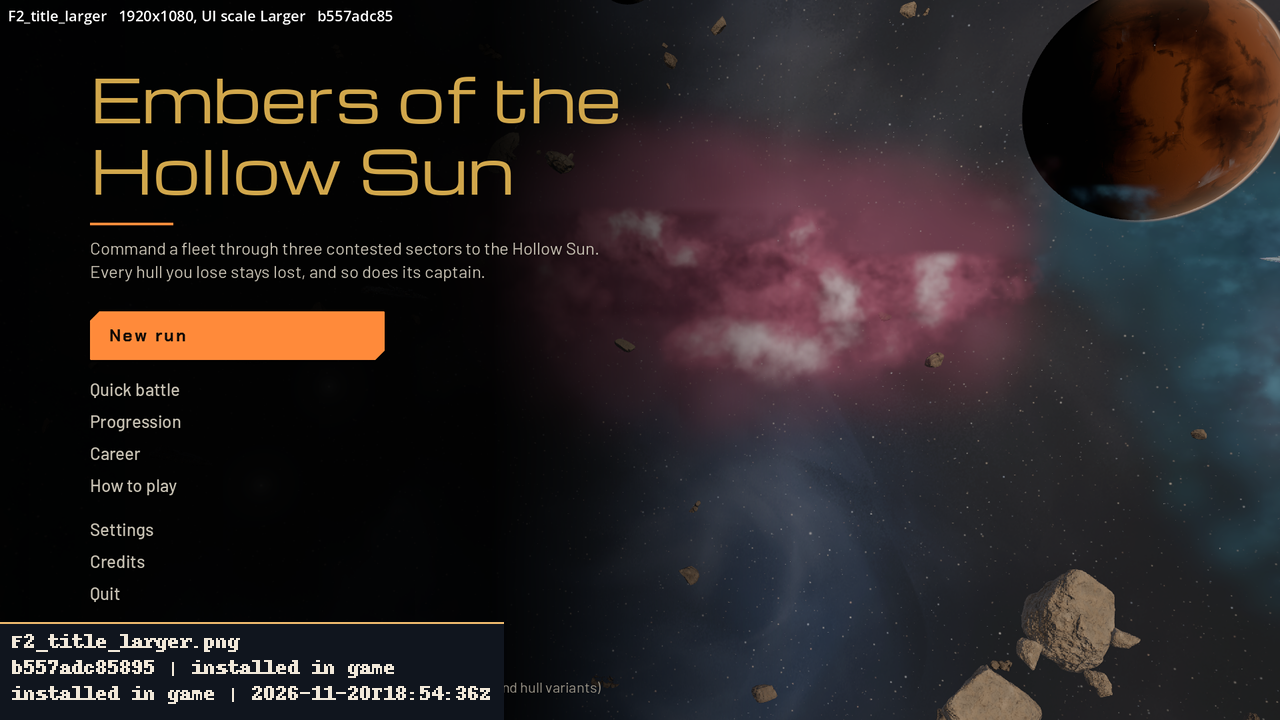 F2_title_larger 1920x1080, UI scale Larger b557adc85
Embers of the
Hollow Sun
Command a fleet through three contested sectors to the Hollow Sun.
Every hull you lose stays lost, and so does its captain.
New run
Quick battle
Progression
Career
How to play
Settings
Credits
Quit
F2_title_larger.png
b557adc85895 | installed in game
installed in game | 2026-11-20T18:54:36Z
hull variants)